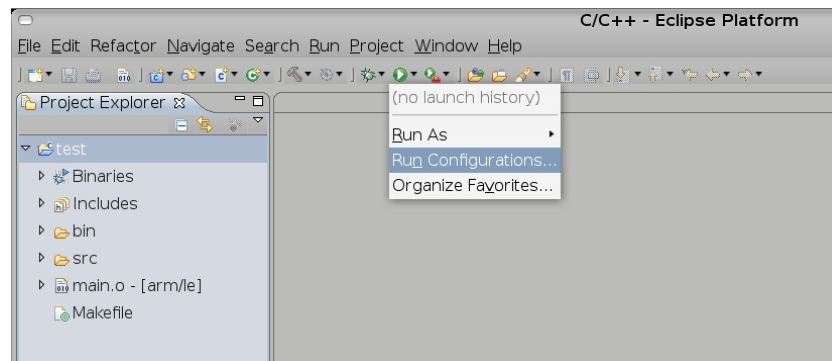 C/C++ - Eclipse Platform
File Edit Refactor Navigate Search Run Project Window Help
Project Explorer
(no launch history)
Run As
Run Configurations...
Organize Favorites...
test
Binaries
Includes
bin
src
main.o - [arm/le]
Makefile